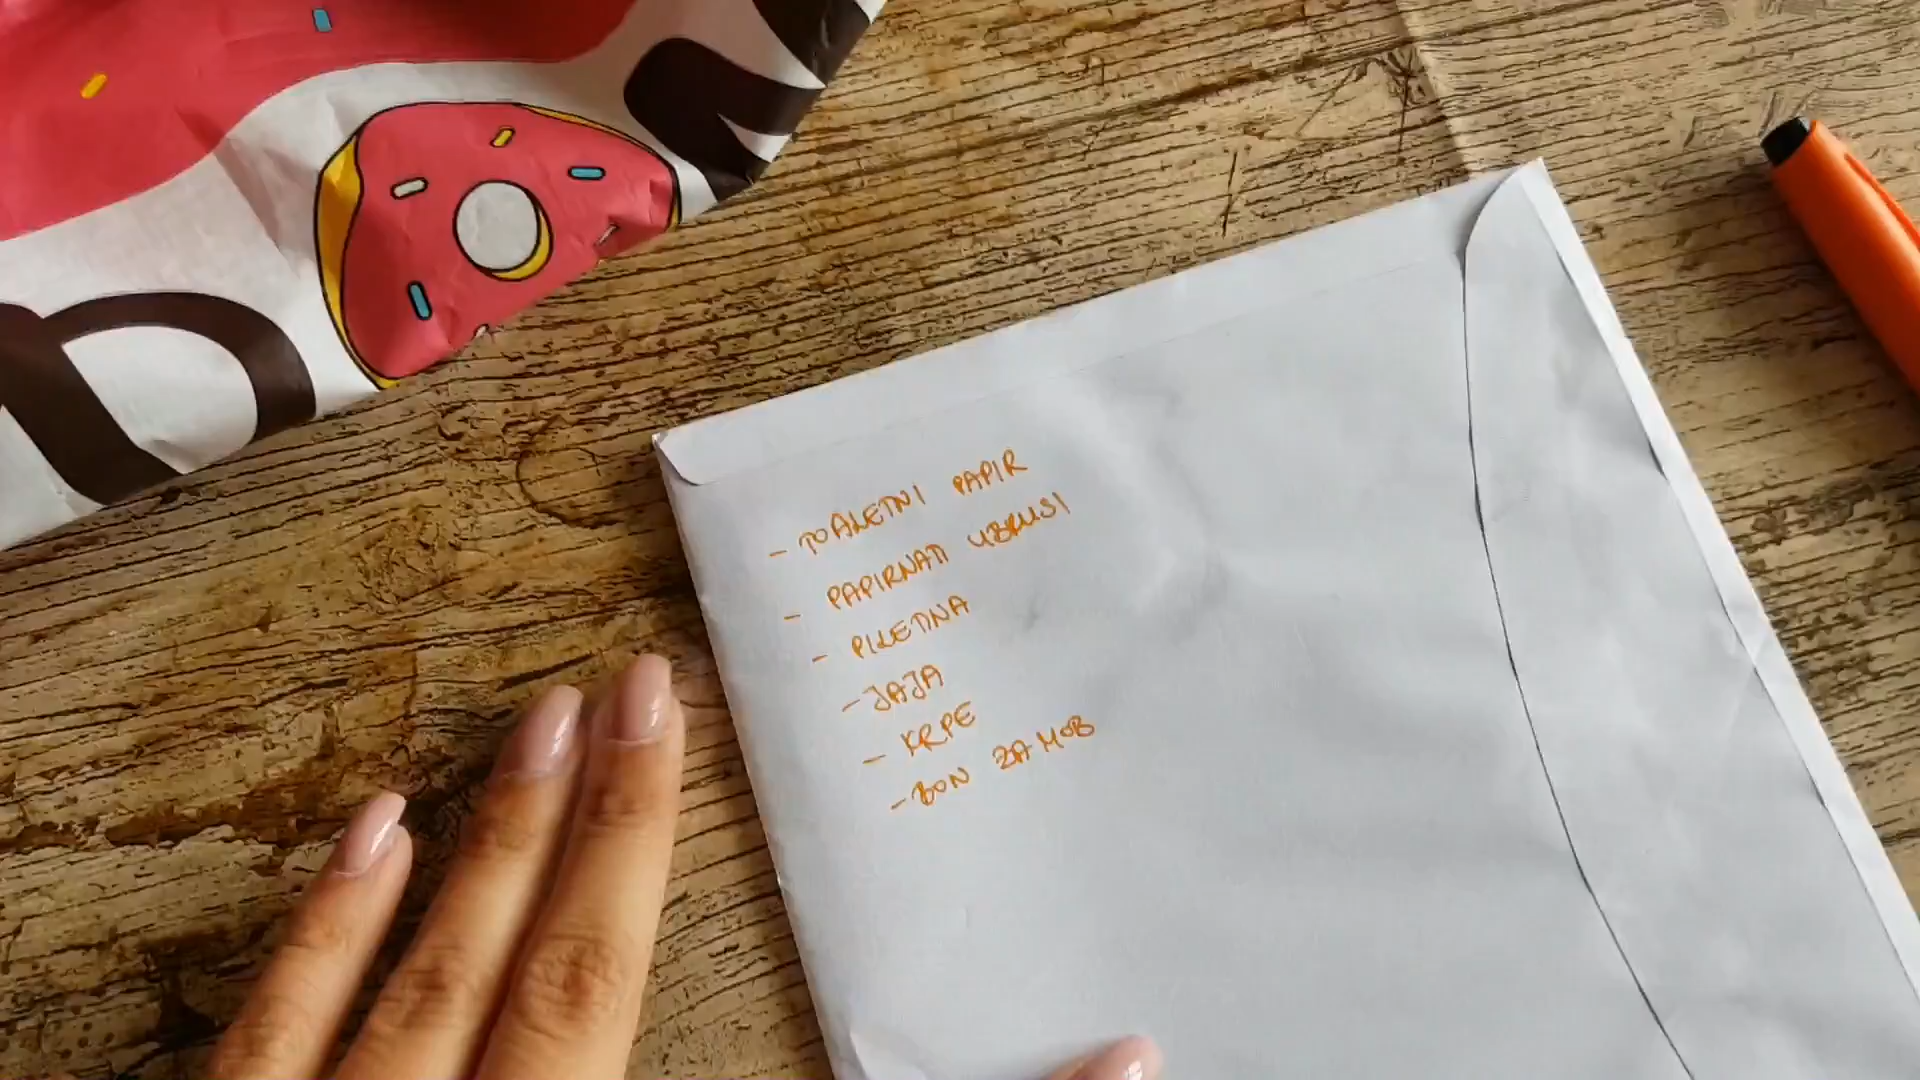 - TOALETNI PAPIR
- PAPIRNATI UBRUSI
- PILETINA
- JAJA
- KRPE
- BON ZA MOB